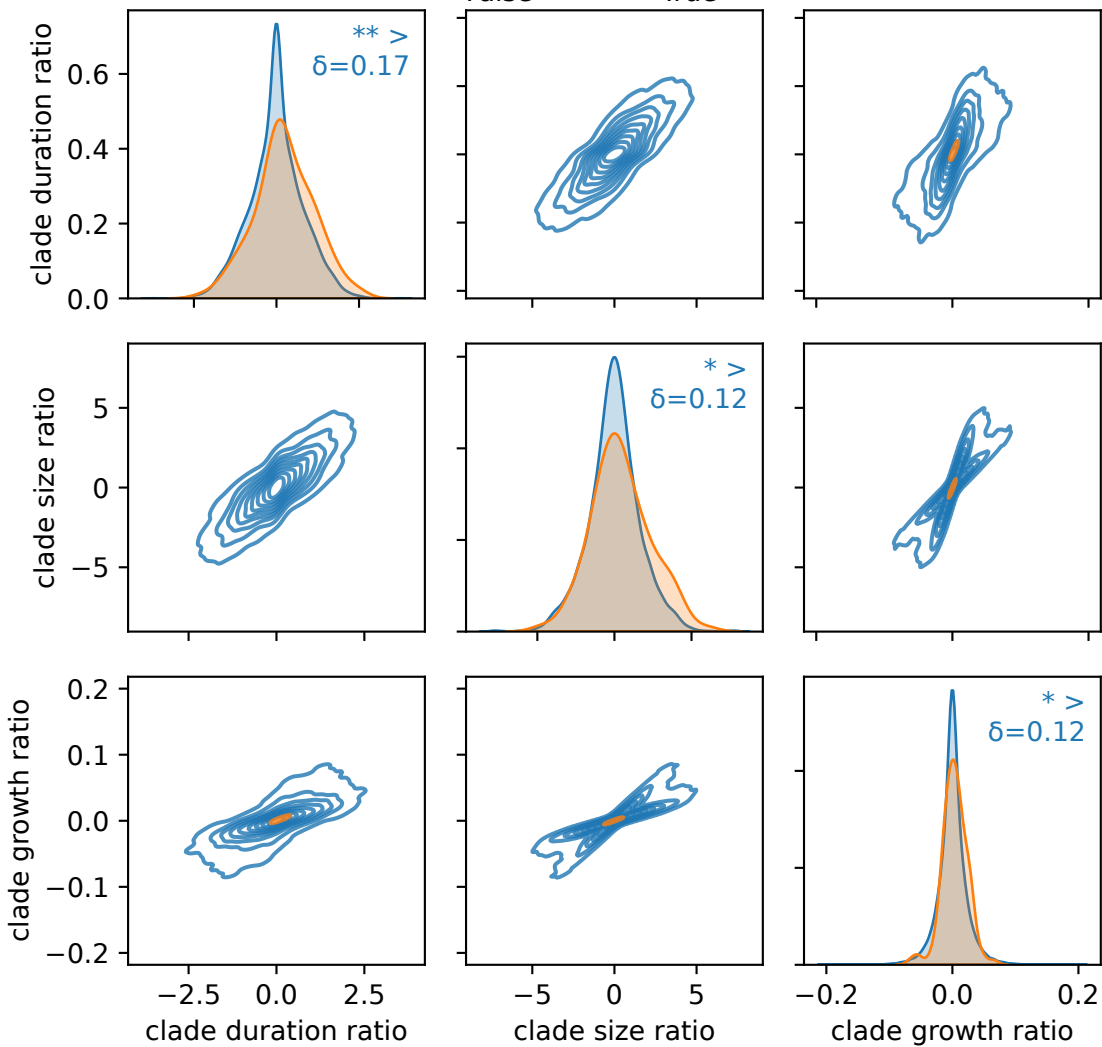 clade duration ratio
0.6
0.4
0.2
0.0
** >
δ=0.17
clade size ratio
5
0
−5
* >
δ=0.12
clade growth ratio
0.2
0.1
0.0
−0.1
−0.2
* >
δ=0.12
−2.5 0.0 2.5
−5 0 5
−0.2 0.0 0.2
clade duration ratio
clade size ratio
clade growth ratio